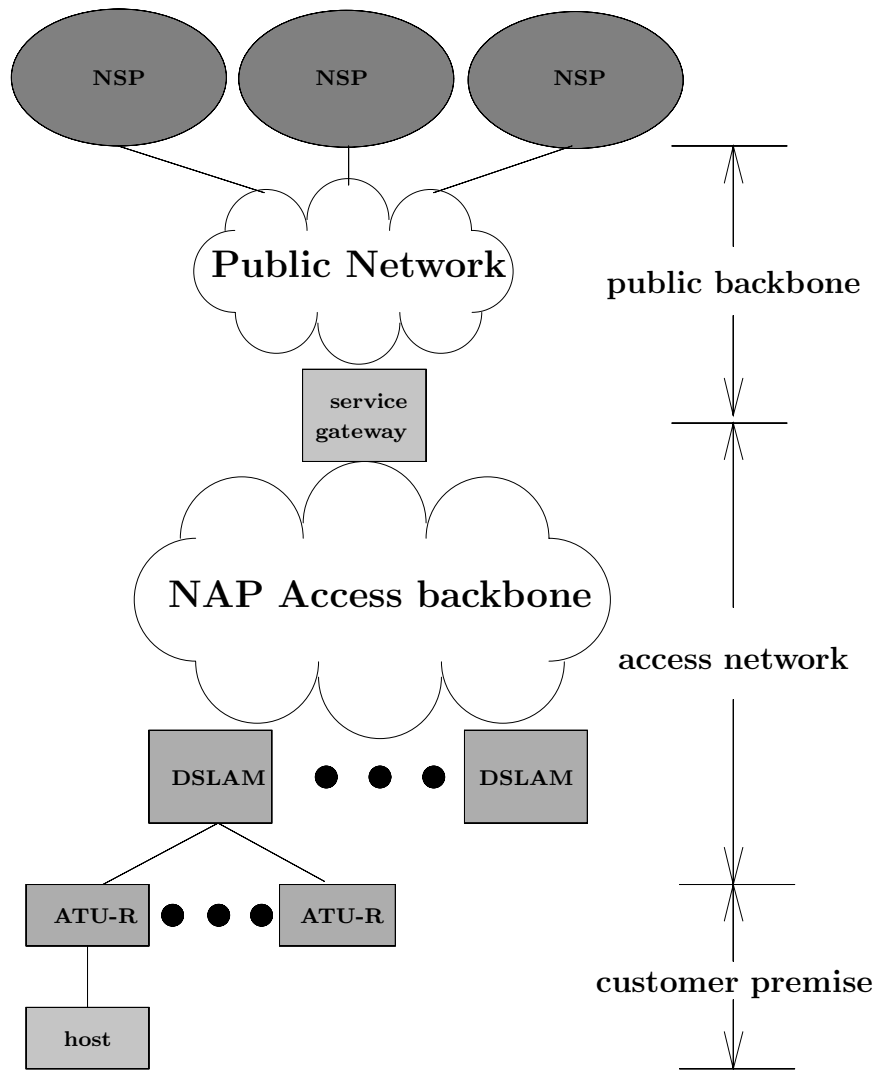 NSP
NSP
NSP
Public Network
public backbone
service
gateway
NAP Access backbone
access network
DSLAM
DSLAM
ATU-R
ATU-R
customer premise
host